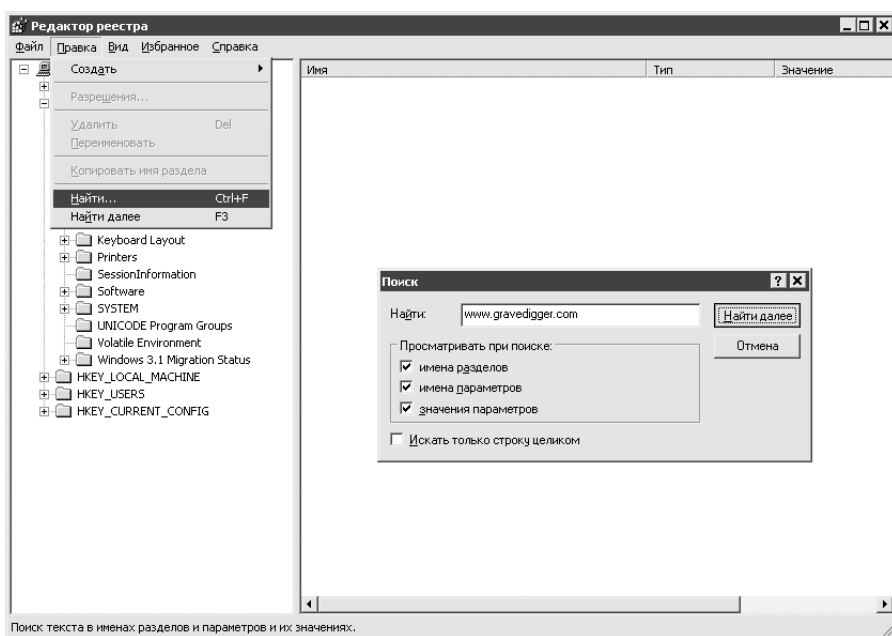 Редактор реестра
Файл Правка Вид Избранное Справка
Создать
Разрешения...
Удалить Del
Переименовать
Копировать имя раздела
Найти... Ctrl+F
Найти далее F3
Keyboard Layout
Printers
SessionInformation
Software
SYSTEM
UNICODE Program Groups
Volatile Environment
Windows 3.1 Migration Status
HKEY_LOCAL_MACHINE
HKEY_USERS
HKEY_CURRENT_CONFIG
Имя Тип Значение
Поиск
Найти: www.gravedigger.com Найти далее
Просматривать при поиске: Отмена
имена разделов
имена параметров
значения параметров
Искать только строку целиком
Поиск текста в именах разделов и параметров и их значениях.